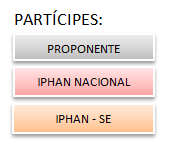 PARTÍCIPES:
PROPONENTE
IPHAN NACIONAL
IPHAN - SE